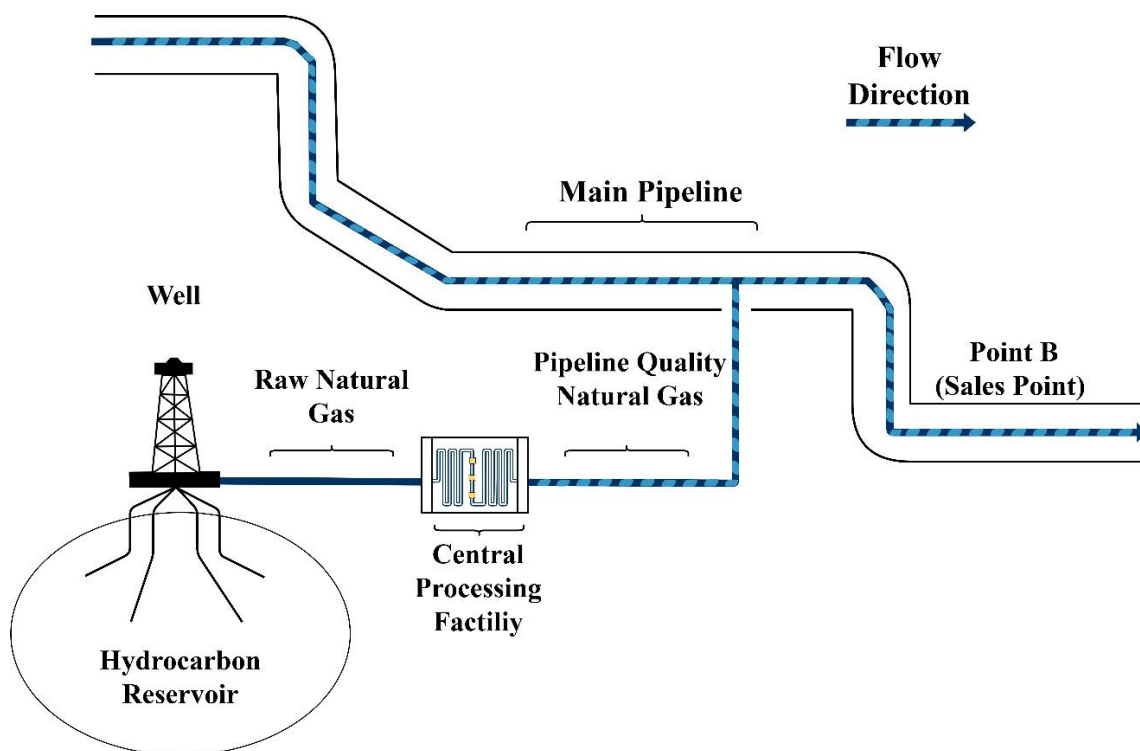 Flow
Direction
Main Pipeline
Well
Raw Natural
Gas
Pipeline Quality
Natural Gas
Point B
(Sales Point)
Central
Processing
Factiliy
Hydrocarbon
Reservoir